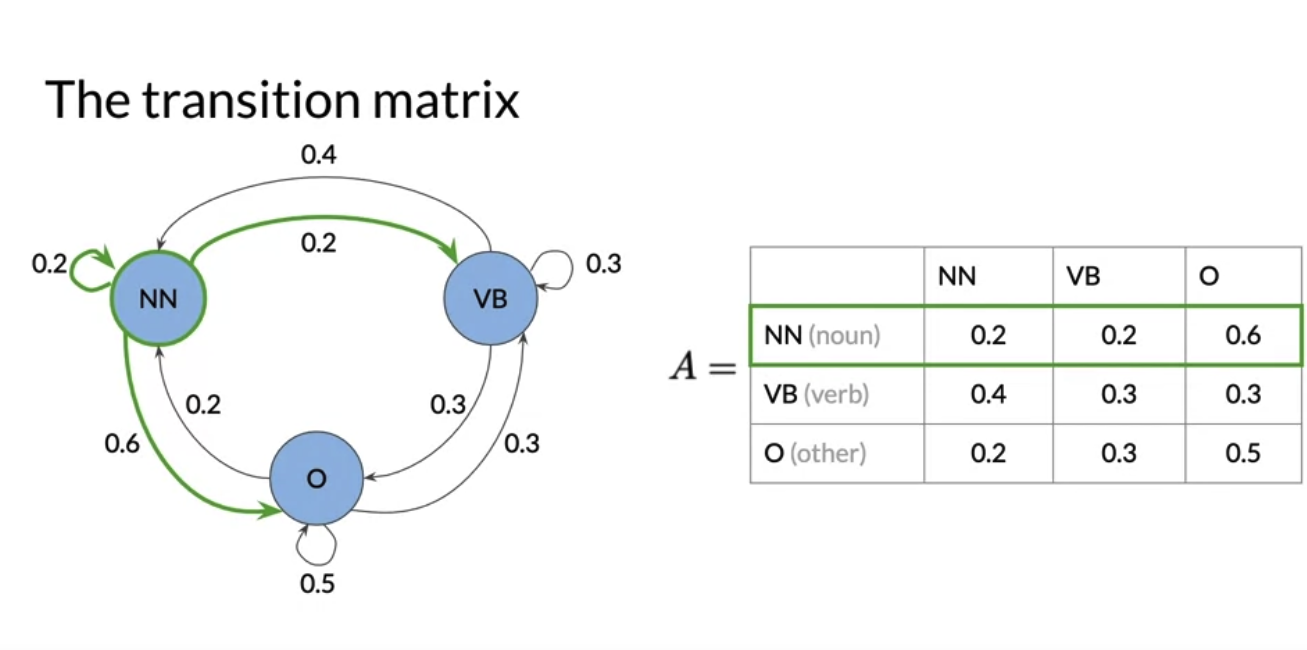 The transition matrix
0.4
0.2
0.2
0.3
NN
VB
0.2
0.3
0.6
0.3
O
0.5
A =
NN VB O
NN (noun) 0.2 0.2 0.6
VB (verb) 0.4 0.3 0.3
O (other) 0.2 0.3 0.5